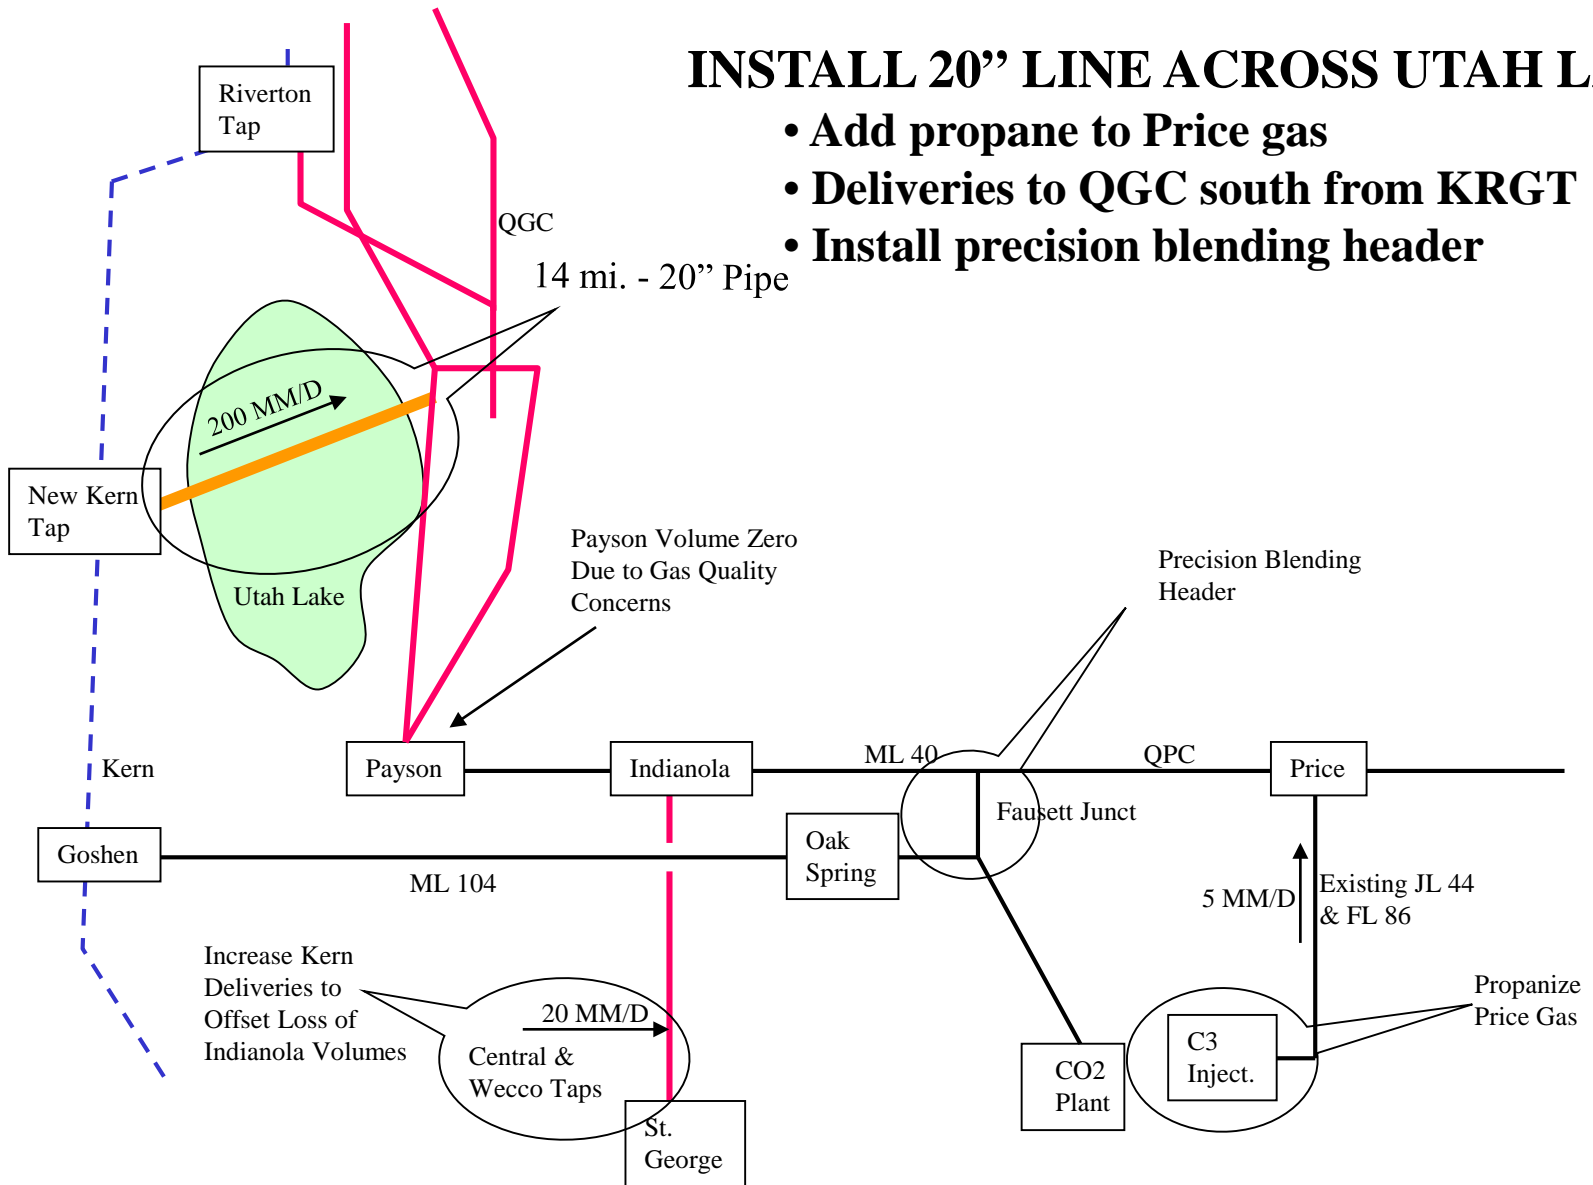 INSTALL 20” LINE ACROSS UTAH
• Add propane to Price gas
• Deliveries to QGC south from KRGT
• Install precision blending header
Riverton
Tap
QGC
14 mi. - 20” Pipe
200 MM/D
New Kern
Tap
Utah Lake
Payson Volume Zero
Due to Gas Quality
Concerns
Precision Blending
Header
Kern
Payson
Indianola
ML 40
QPC
Price
Fausett Junct
Goshen
Oak
Spring
ML 104
5 MM/D
Existing JL 44
& FL 86
Increase Kern
Deliveries to
Offset Loss of
Indianola Volumes
20 MM/D
Central &
Wecco Taps
Propanize
Price Gas
C3
Inject.
CO2
Plant
St.
George